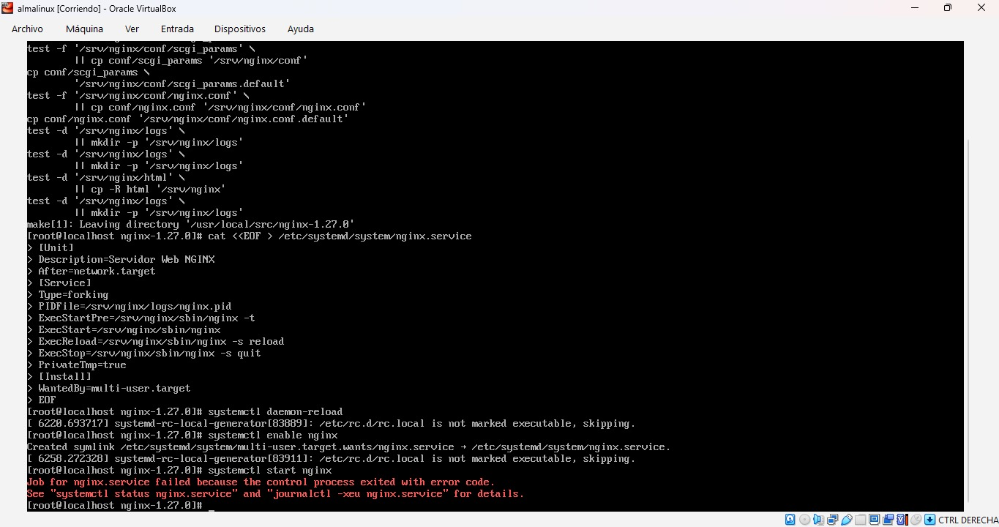 almalinux [Corriendo] - Oracle VirtualBox
Archivo Máquina Ver Entrada Dispositivos Ayuda
test -f '/srv/nginx/conf/scgi_params' \
|| cp conf/scgi_params '/srv/nginx/conf'
cp conf/scgi_params \
'/srv/nginx/conf/scgi_params.default'
test -f '/srv/nginx/conf/nginx.conf' \
|| cp conf/nginx.conf '/srv/nginx/conf/nginx.conf'
cp conf/nginx.conf '/srv/nginx/conf/nginx.conf.default'
test -d '/srv/nginx/logs' \
|| mkdir -p '/srv/nginx/logs'
test -d '/srv/nginx/logs' \
|| mkdir -p '/srv/nginx/logs'
test -d '/srv/nginx/html' \
|| cp -R html '/srv/nginx'
test -d '/srv/nginx/logs' \
|| mkdir -p '/srv/nginx/logs'
make[1]: Leaving directory '/usr/local/src/nginx-1.27.0'
[root@localhost nginx-1.27.0]# cat <<EOF > /etc/systemd/system/nginx.service
> [Unit]
> Description=Servidor Web NGINX
> After=network.target
> [Service]
> Type=forking
> PIDFile=/srv/nginx/logs/nginx.pid
> ExecStartPre=/srv/nginx/sbin/nginx -t
> ExecStart=/srv/nginx/sbin/nginx
> ExecReload=/srv/nginx/sbin/nginx -s reload
> ExecStop=/srv/nginx/sbin/nginx -s quit
> PrivateTmp=true
> [Install]
> WantedBy=multi-user.target
> EOF
[root@localhost nginx-1.27.0]# systemctl daemon-reload
[ 6220.693717] systemd-rc-local-generator[83889]: /etc/rc.d/rc.local is not marked executable, skipping.
[root@localhost nginx-1.27.0]# systemctl enable nginx
Created symlink /etc/systemd/system/multi-user.target.wants/nginx.service → /etc/systemd/system/nginx.service.
[ 6258.272328] systemd-rc-local-generator[83911]: /etc/rc.d/rc.local is not marked executable, skipping.
[root@localhost nginx-1.27.0]# systemctl start nginx
Job for nginx.service failed because the control process exited with error code.
See "systemctl status nginx.service" and "journalctl -xeu nginx.service" for details.
[root@localhost nginx-1.27.0]# _
CTRL DERECHA